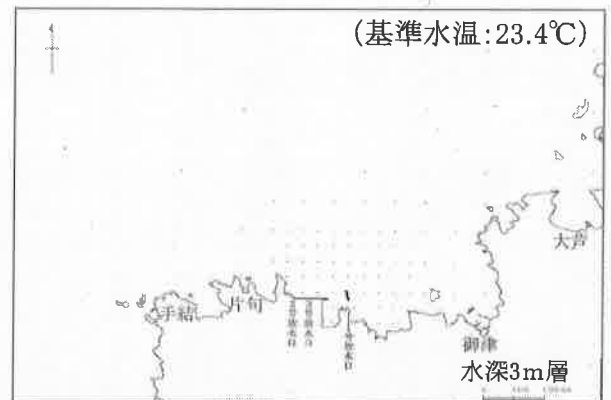 (基準水温:23.4℃)
大芦
片句
手結
御津
水深3m層